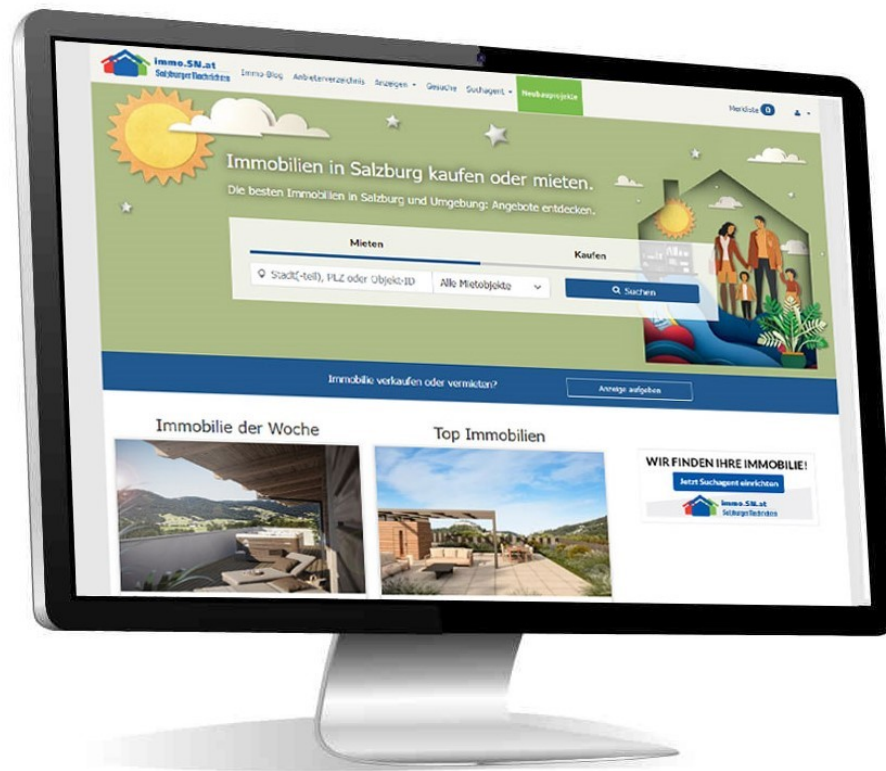 immo.SN.at
Salzburger Nachrichten
Immo-Blog Anbieterverzeichnis Anzeigen Gesuche Suchagent Neubauprojekte
Merkliste 0
Immobilien in Salzburg kaufen oder mieten.
Die besten Immobilien in Salzburg und Umgebung: Angebote entdecken.
Mieten Kaufen
Stadt(-teil), PLZ oder Objekt-ID Alle Mietobjekte Suchen
Immobilie verkaufen oder vermieten? Anzeige aufgeben
Immobilie der Woche
Top Immobilien
WIR FINDEN IHRE IMMOBILIE!
Jetzt Suchagent einrichten
immo.SN.at
Salzburger Nachrichten